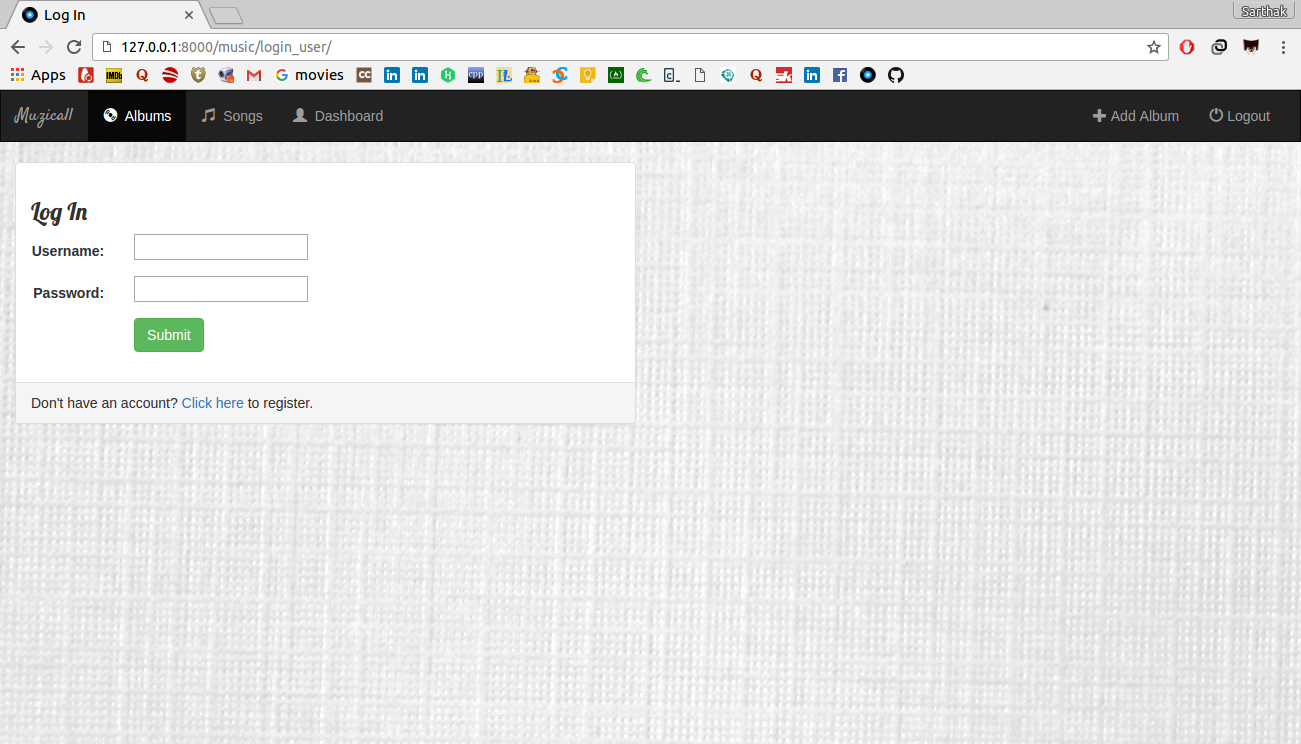 Log In
Sarthak
127.0.0.1:8000/music/login_user/
Apps IMDb Q t M G movies CC in in H cpp IL C_ Q in f
Muzicall Albums Songs Dashboard Add Album Logout
Log In
Username:
Password:
Submit
Don't have an account? Click here to register.